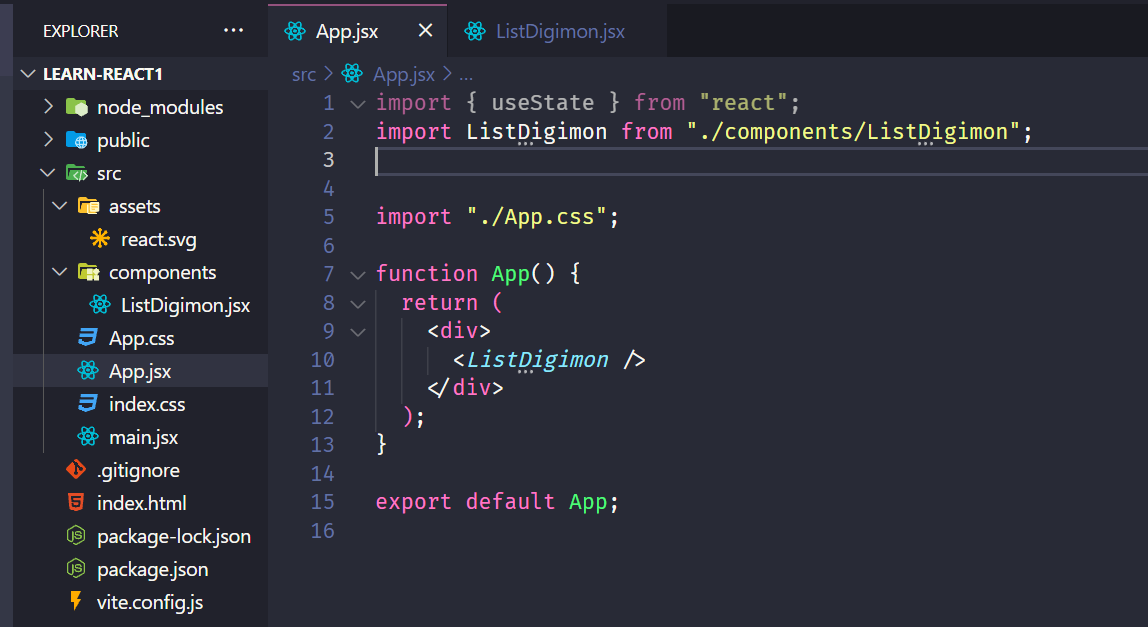 EXPLORER ...
LEARN-REACT1
node_modules
public
src
assets
react.svg
components
ListDigimon.jsx
App.css
App.jsx
index.css
main.jsx
.gitignore
index.html
package-lock.json
package.json
vite.config.js
App.jsx
ListDigimon.jsx
src > App.jsx > ...
1 import { useState } from "react";
2 import ListDigimon from "./components/ListDigimon";
3
4
5 import "./App.css";
6
7 function App() {
8 return (
9 <div>
10 <ListDigimon />
11 </div>
12 );
13 }
14
15 export default App;
16